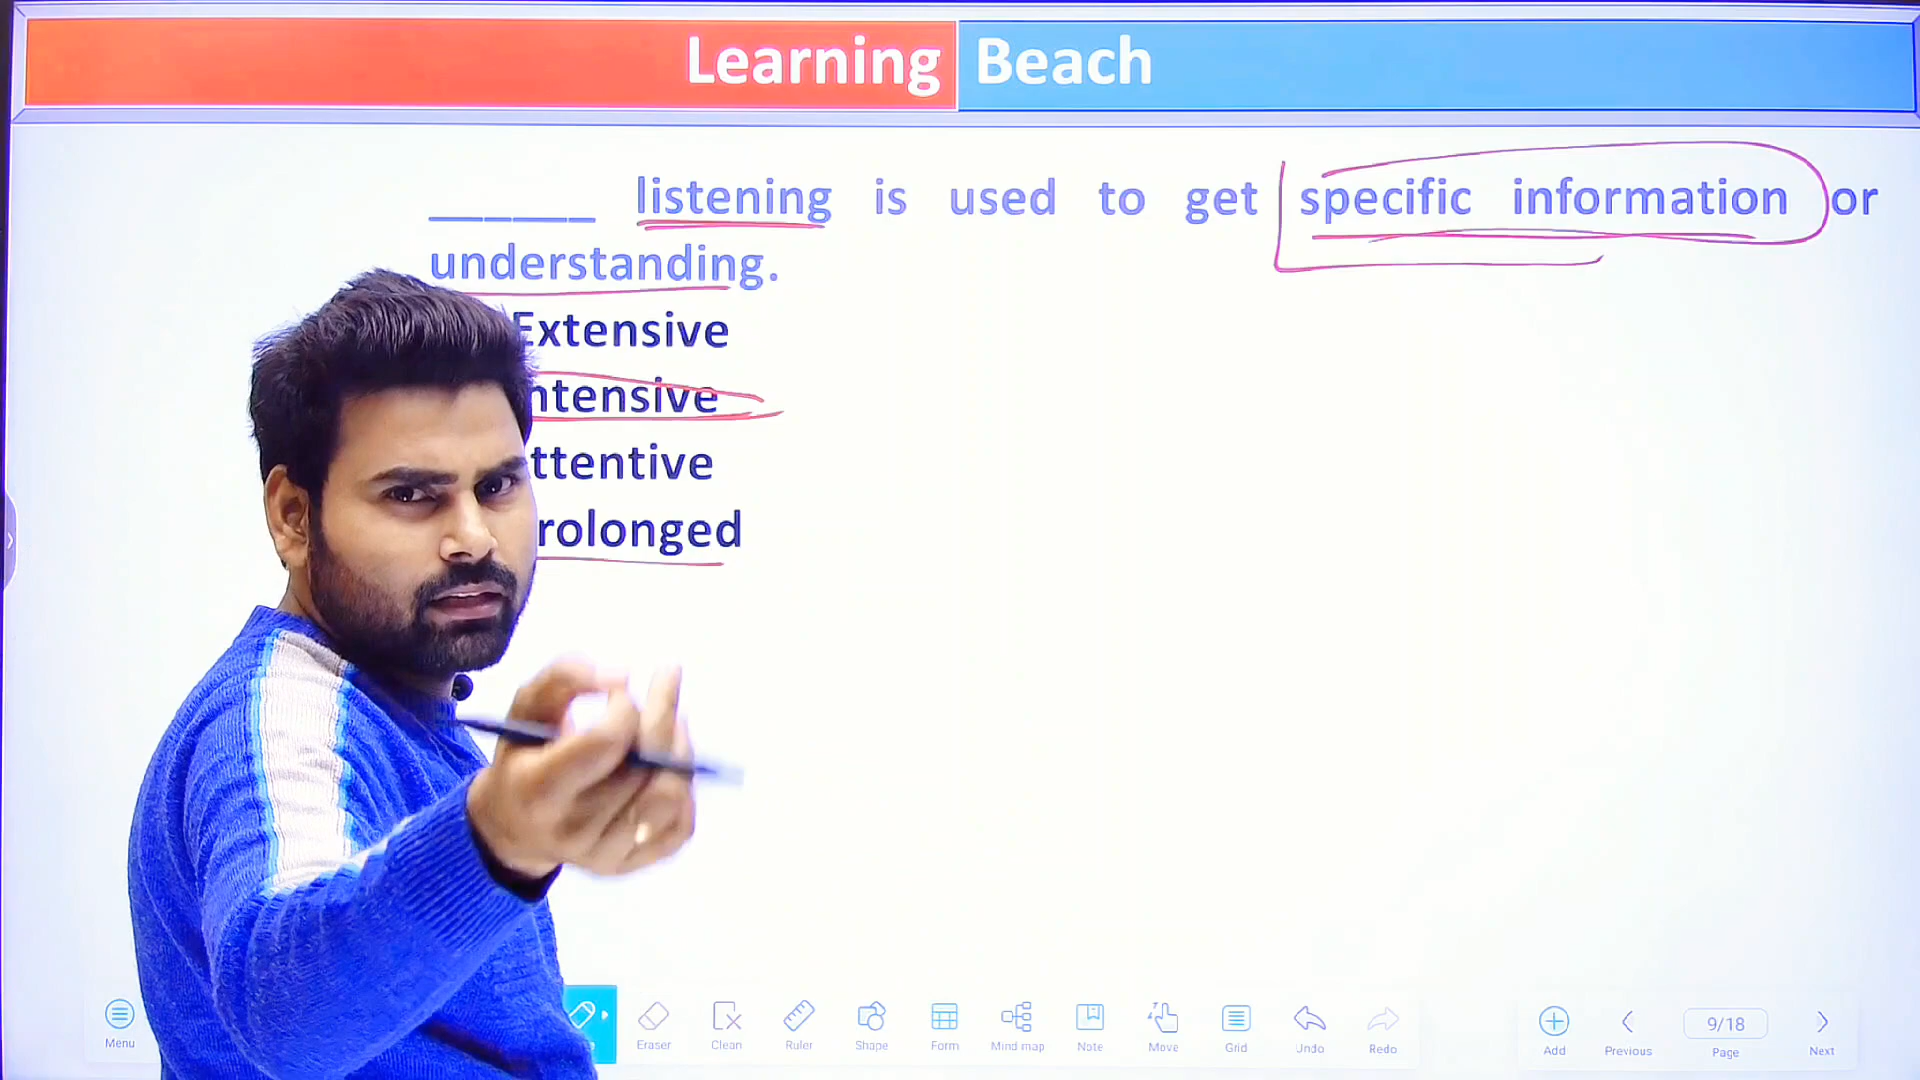 Learning Beach
______ listening is used to get specific information or
understanding.
Extensive
ntensive
ttentive
rolonged
Menu
Eraser
Clean
Ruler
Shape
Form
Mind map
Note
Move
Grid
Undo
Redo
Add
Previous
9/18
Page
Next